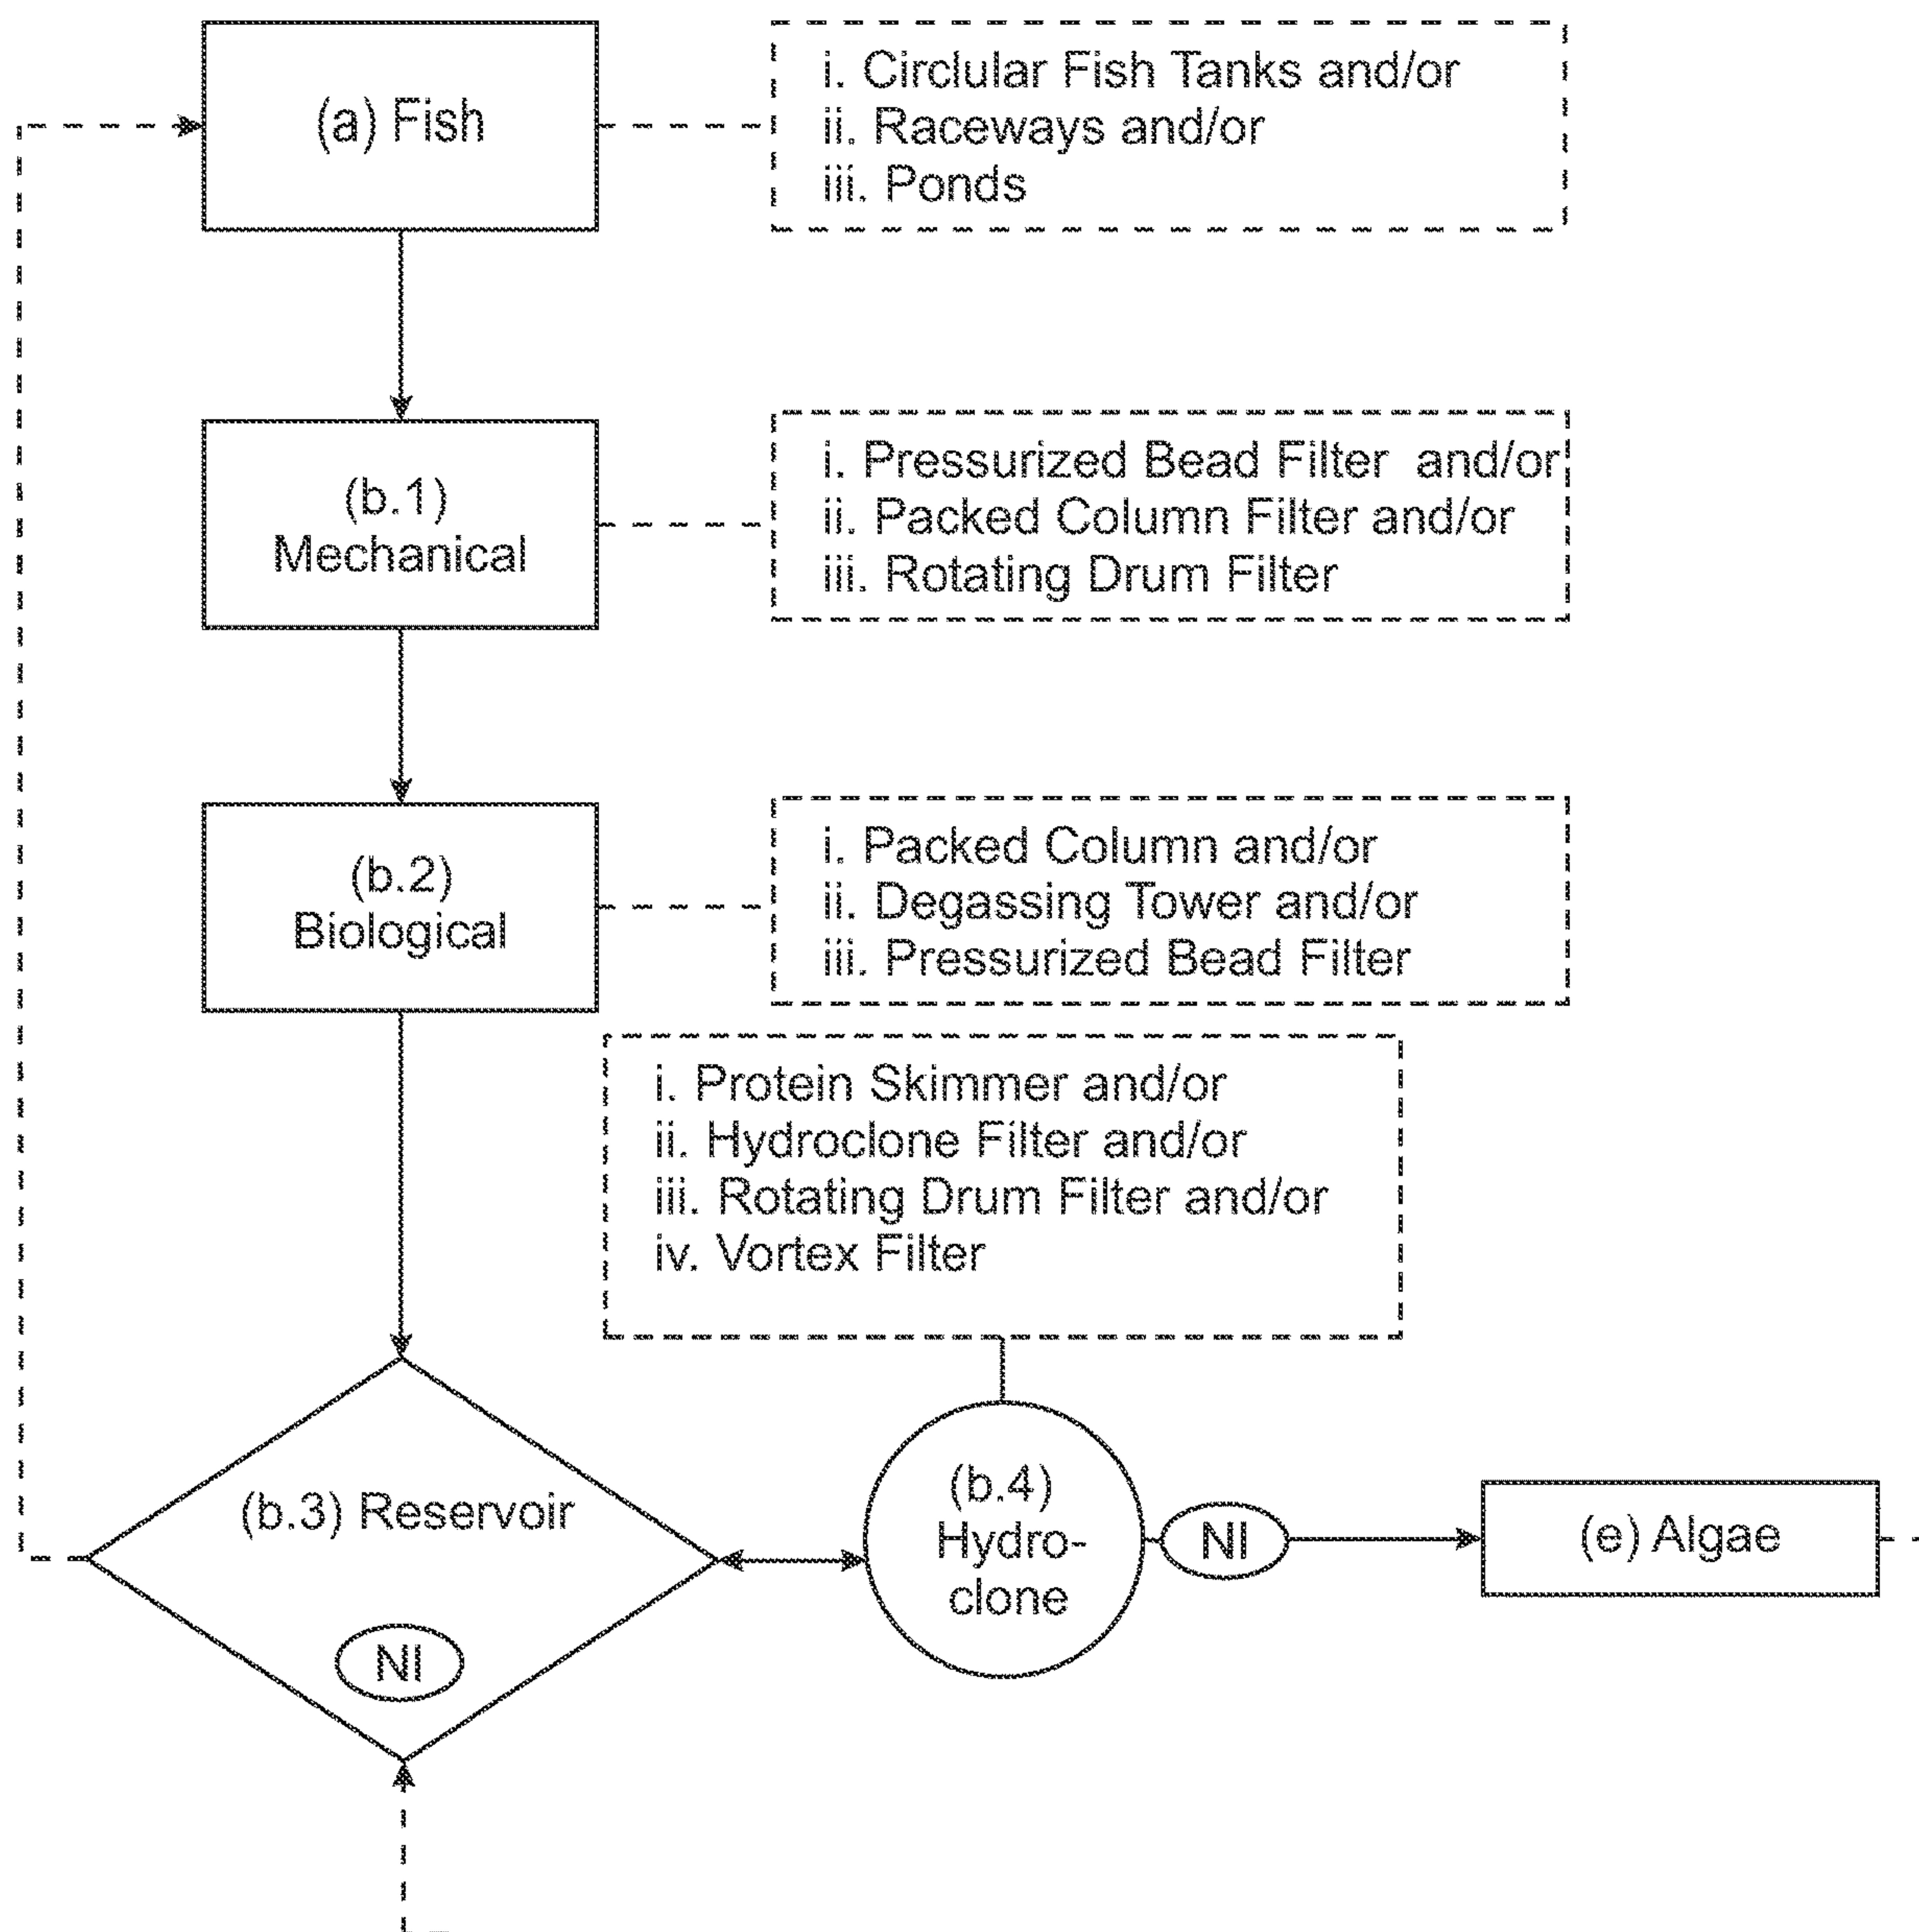 (a) Fish
i. Circlular Fish Tanks and/or
ii. Raceways and/or
iii. Ponds
(b.1)
Mechanical
i. Pressurized Bead Filter and/or
ii. Packed Column Filter and/or
iii. Rotating Drum Filter
(b.2)
Biological
i. Packed Column and/or
ii. Degassing Tower and/or
iii. Pressurized Bead Filter
i. Protein Skimmer and/or
ii. Hydroclone Filter and/or
iii. Rotating Drum Filter and/or
iv. Vortex Filter
(b.3) Reservoir
NI
(b.4)
Hydro-
clone
NI
(e) Algae